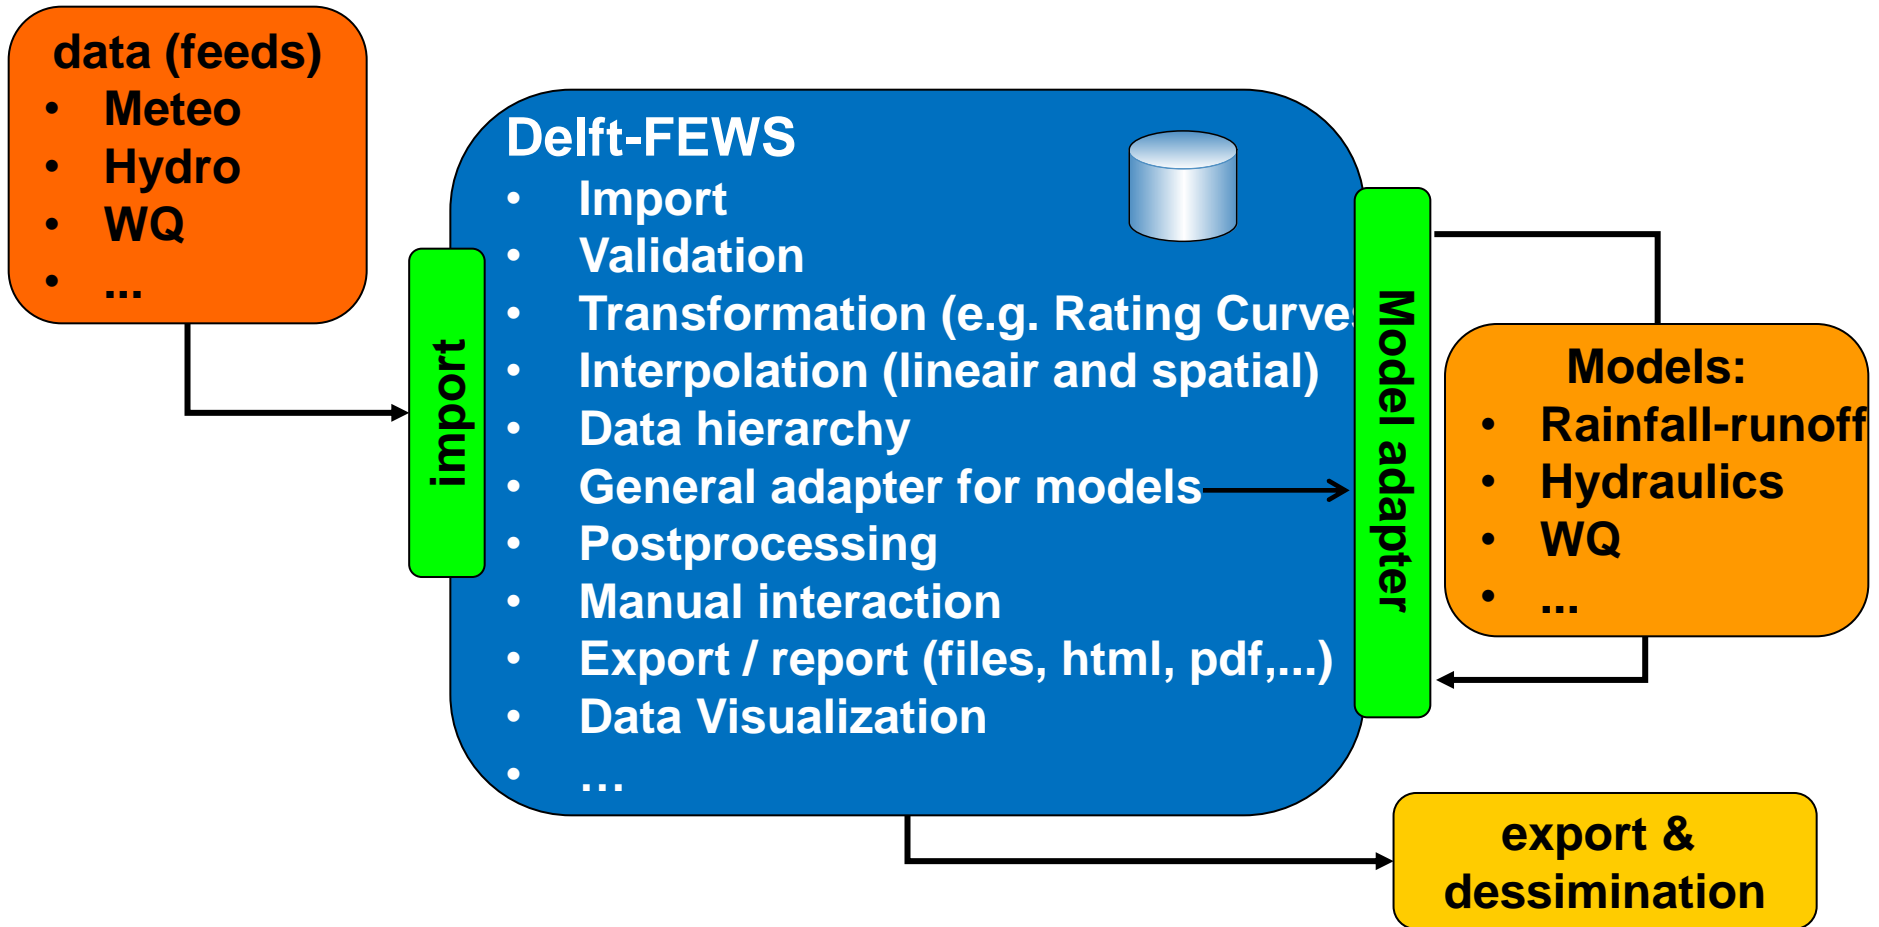 data (feeds)
• Meteo
• Hydro
• WQ
• ...
import
Delft-FEWS
• Import
• Validation
• Transformation (e.g. Rating Curves
• Interpolation (lineair and spatial)
• Data hierarchy
• General adapter for models
• Postprocessing
• Manual interaction
• Export / report (files, html, pdf,...)
• Data Visualization
• …
Model adapter
Models:
• Rainfall-runoff
• Hydraulics
• WQ
• ...
export &
dessimination